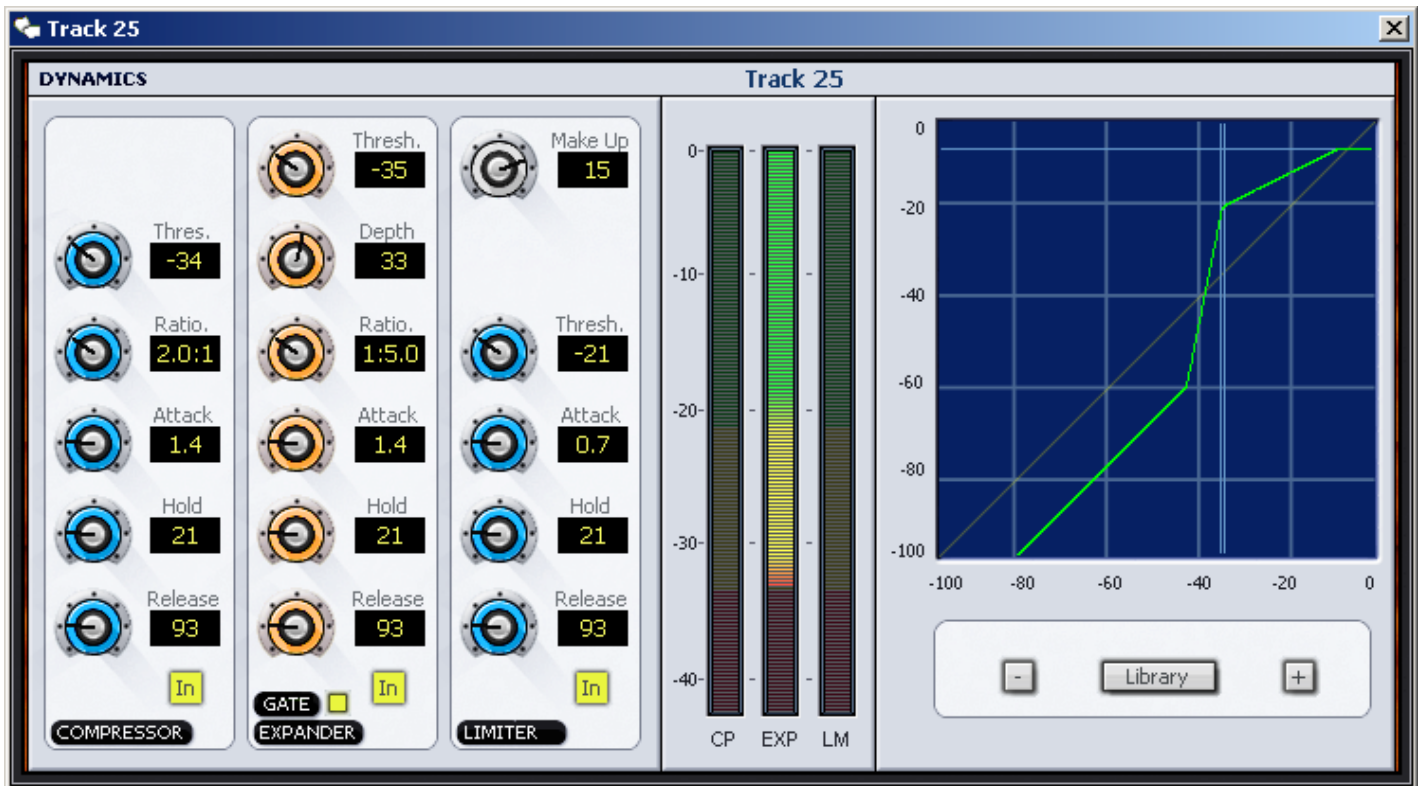 Track 25
DYNAMICS
Track 25
Thres.
-34
Ratio.
2.0:1
Attack
1.4
Hold
21
Release
93
In
COMPRESSOR
Thresh.
-35
Depth
33
Ratio.
1:5.0
Attack
1.4
Hold
21
Release
93
In
GATE
EXPANDER
Make Up
15
Thresh.
-21
Attack
0.7
Hold
21
Release
93
In
LIMITER
0-
-10-
-20-
-30-
-40-
CP EXP LM
0
-20
-40
-60
-80
-100
-100 -80 -60 -40 -20 0
- Library +